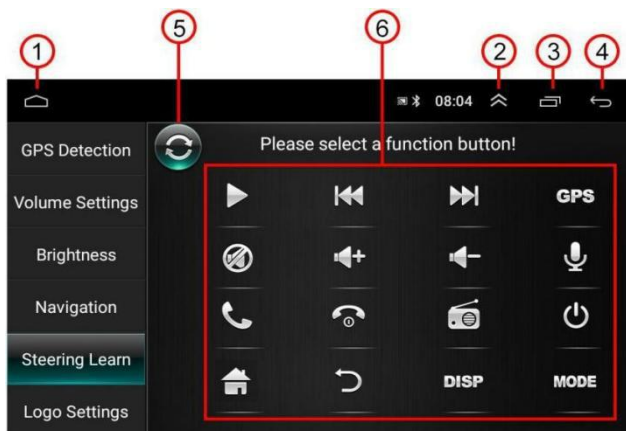 1 5 6 2 3 4
08:04
GPS Detection
Please select a function button!
Volume Settings
GPS
Brightness
Navigation
Steering Learn
DISP MODE
Logo Settings